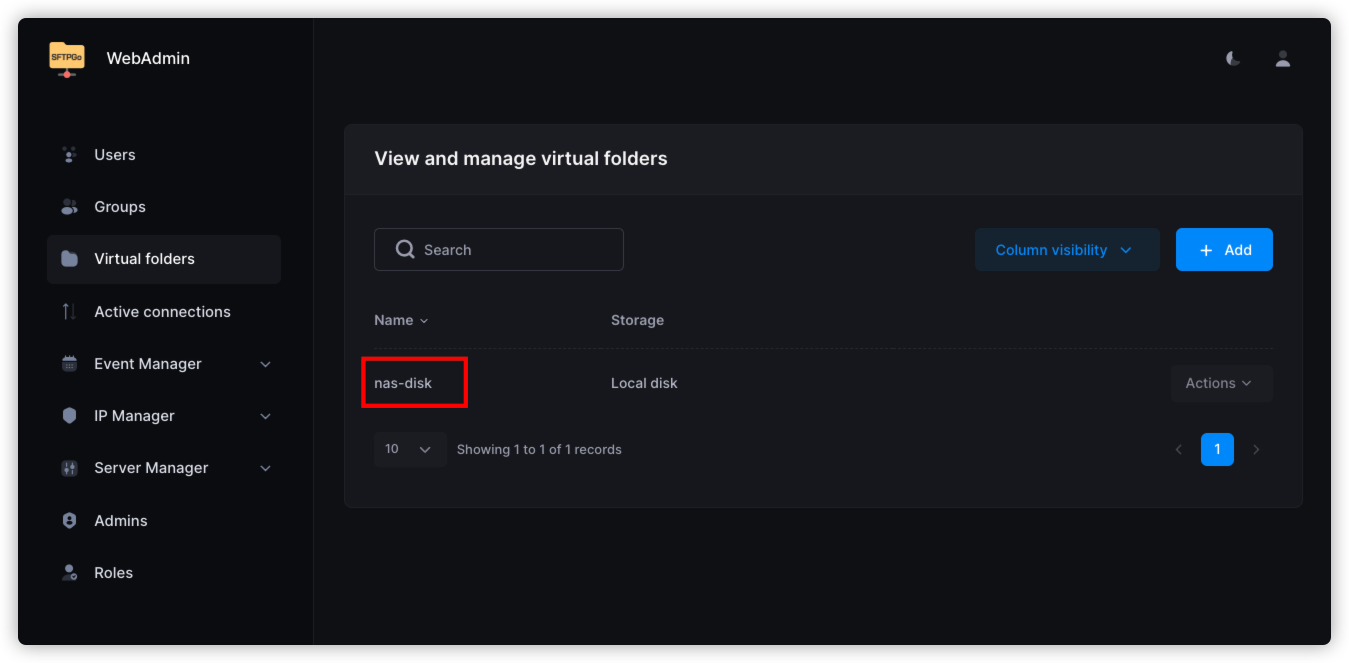 SFTPGo
WebAdmin
Users
Groups
Virtual folders
Active connections
Event Manager
IP Manager
Server Manager
Admins
Roles
View and manage virtual folders
Search
Column visibility
+ Add
Name
Storage
nas-disk
Local disk
Actions
10
Showing 1 to 1 of 1 records
1